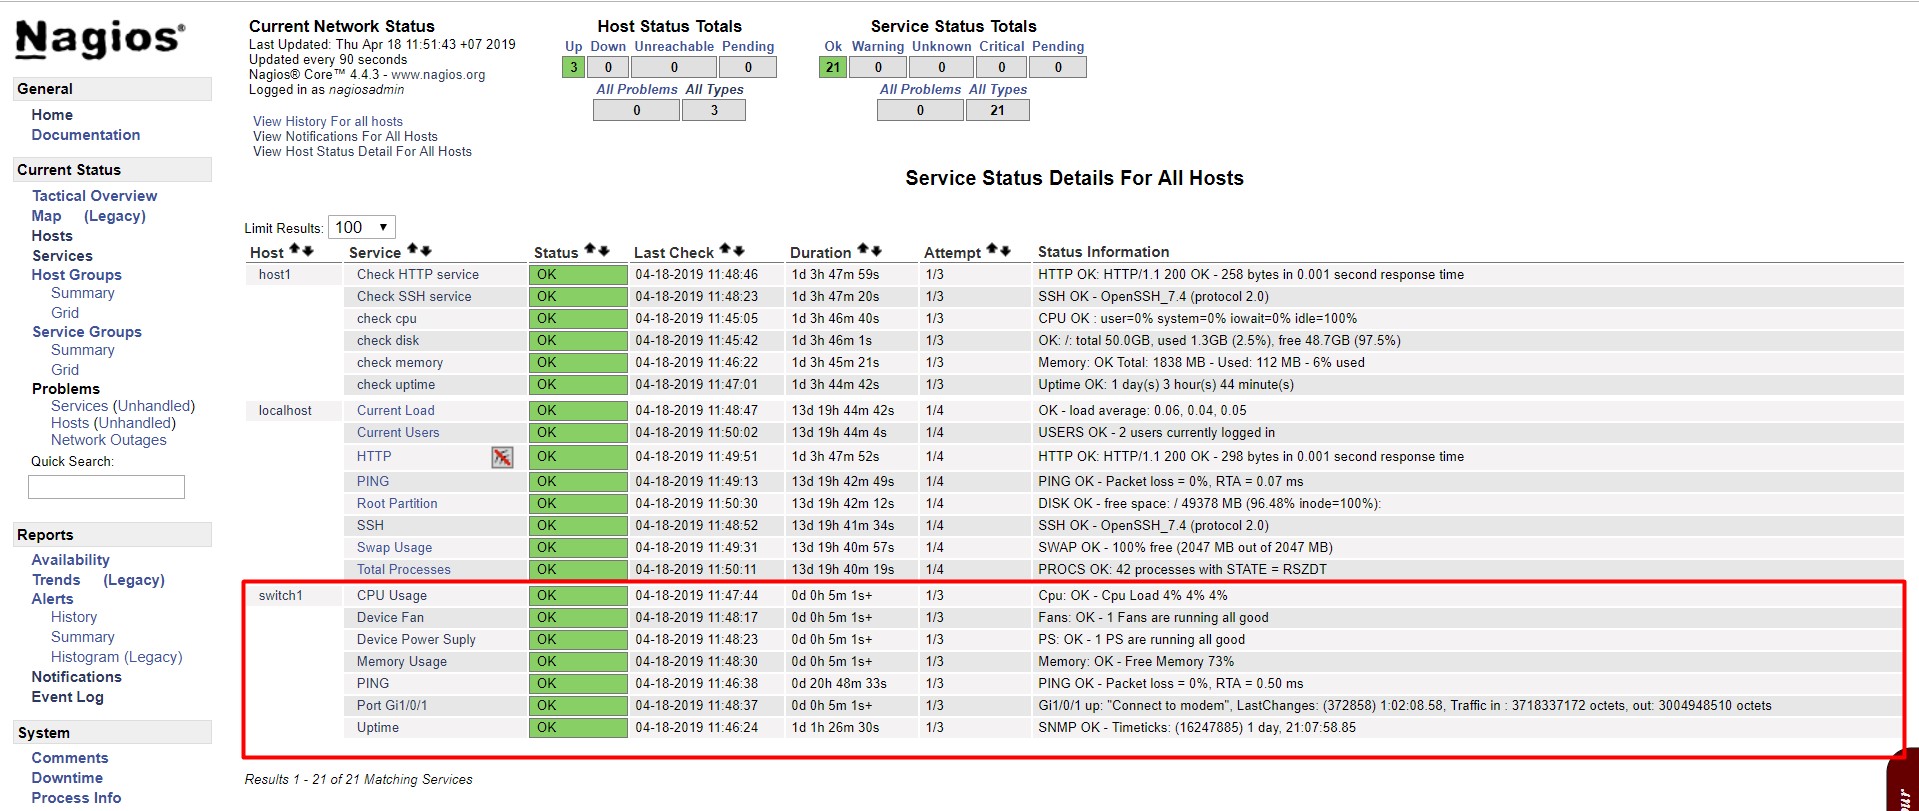 Nagios®
General
Home
Documentation
Current Status
Tactical Overview
Map (Legacy)
Hosts
Services
Host Groups
Summary
Grid
Service Groups
Summary
Grid
Problems
Services (Unhandled)
Hosts (Unhandled)
Network Outages
Quick Search:
Reports
Availability
Trends (Legacy)
Alerts
History
Summary
Histogram (Legacy)
Notifications
Event Log
System
Comments
Downtime
Process Info
Current Network Status
Last Updated: Thu Apr 18 11:51:43 +07 2019
Updated every 90 seconds
Nagios® Core™ 4.4.3 - www.nagios.org
Logged in as nagiosadmin
View History For all hosts
View Notifications For All Hosts
View Host Status Detail For All Hosts
Host Status Totals
Up Down Unreachable Pending
3 0 0 0
All Problems All Types
0 3
Service Status Totals
Ok Warning Unknown Critical Pending
21 0 0 0 0
All Problems All Types
0 21
Service Status Details For All Hosts
Limit Results: 100
Host Service Status Last Check Duration Attempt Status Information
host1 Check HTTP service OK 04-18-2019 11:48:46 1d 3h 47m 59s 1/3 HTTP OK: HTTP/1.1 200 OK - 258 bytes in 0.001 second response time
Check SSH service OK 04-18-2019 11:48:23 1d 3h 47m 20s 1/3 SSH OK - OpenSSH_7.4 (protocol 2.0)
check cpu OK 04-18-2019 11:45:05 1d 3h 46m 40s 1/3 CPU OK : user=0% system=0% iowait=0% idle=100%
check disk OK 04-18-2019 11:45:42 1d 3h 46m 1s 1/3 OK: /: total 50.0GB, used 1.3GB (2.5%), free 48.7GB (97.5%)
check memory OK 04-18-2019 11:46:22 1d 3h 45m 21s 1/3 Memory: OK Total: 1838 MB - Used: 112 MB - 6% used
check uptime OK 04-18-2019 11:47:01 1d 3h 44m 42s 1/3 Uptime OK: 1 day(s) 3 hour(s) 44 minute(s)
localhost Current Load OK 04-18-2019 11:48:47 13d 19h 44m 42s 1/4 OK - load average: 0.06, 0.04, 0.05
Current Users OK 04-18-2019 11:50:02 13d 19h 44m 4s 1/4 USERS OK - 2 users currently logged in
HTTP OK 04-18-2019 11:49:51 1d 3h 47m 52s 1/4 HTTP OK: HTTP/1.1 200 OK - 298 bytes in 0.001 second response time
PING OK 04-18-2019 11:49:13 13d 19h 42m 49s 1/4 PING OK - Packet loss = 0%, RTA = 0.07 ms
Root Partition OK 04-18-2019 11:50:30 13d 19h 42m 12s 1/4 DISK OK - free space: / 49378 MB (96.48% inode=100%):
SSH OK 04-18-2019 11:48:52 13d 19h 41m 34s 1/4 SSH OK - OpenSSH_7.4 (protocol 2.0)
Swap Usage OK 04-18-2019 11:49:31 13d 19h 40m 57s 1/4 SWAP OK - 100% free (2047 MB out of 2047 MB)
Total Processes OK 04-18-2019 11:50:11 13d 19h 40m 19s 1/4 PROCS OK: 42 processes with STATE = RSZDT
switch1 CPU Usage OK 04-18-2019 11:47:44 0d 0h 5m 1s+ 1/3 Cpu: OK - Cpu Load 4% 4% 4%
Device Fan OK 04-18-2019 11:48:17 0d 0h 5m 1s+ 1/3 Fans: OK - 1 Fans are running all good
Device Power Suply OK 04-18-2019 11:48:23 0d 0h 5m 1s+ 1/3 PS: OK - 1 PS are running all good
Memory Usage OK 04-18-2019 11:48:30 0d 0h 5m 1s+ 1/3 Memory: OK - Free Memory 73%
PING OK 04-18-2019 11:46:38 0d 20h 48m 33s 1/3 PING OK - Packet loss = 0%, RTA = 0.50 ms
Port Gi1/0/1 OK 04-18-2019 11:48:37 0d 0h 5m 1s+ 1/3 Gi1/0/1 up: "Connect to modem", LastChanges: (372858) 1:02:08.58, Traffic in : 3718337172 octets, out: 3004948510 octets
Uptime OK 04-18-2019 11:46:24 1d 1h 26m 30s 1/3 SNMP OK - Timeticks: (16247885) 1 day, 21:07:58.85
Results 1 - 21 of 21 Matching Services